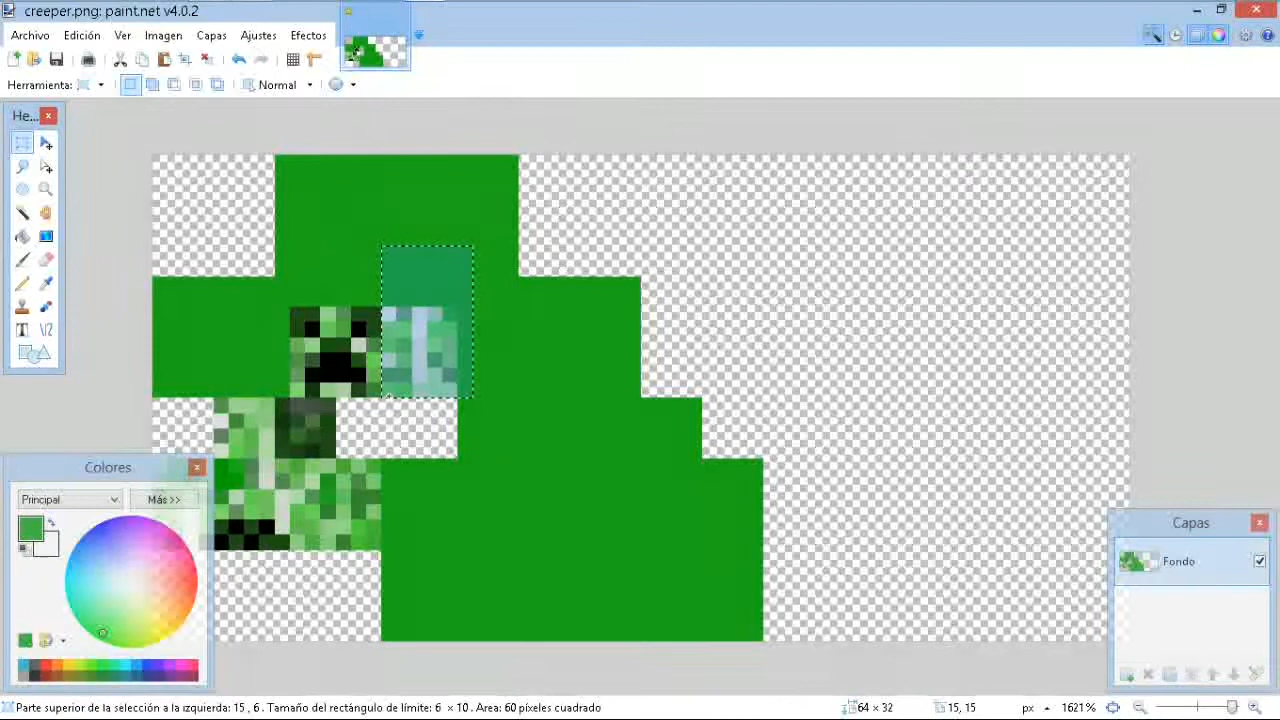 creeper.png: paint.net v4.0.2
Archivo Edición Ver Imagen Capas Ajustes Efectos
Herramienta: Normal
He...
Colores
Principal Más >>
Capas
Fondo
Parte superior de la selección a la izquierda: 15, 6. Tamaño del rectángulo de límite: 6 × 10. Area: 60 píxeles cuadrado 64 × 32 15, 15 px 1621%